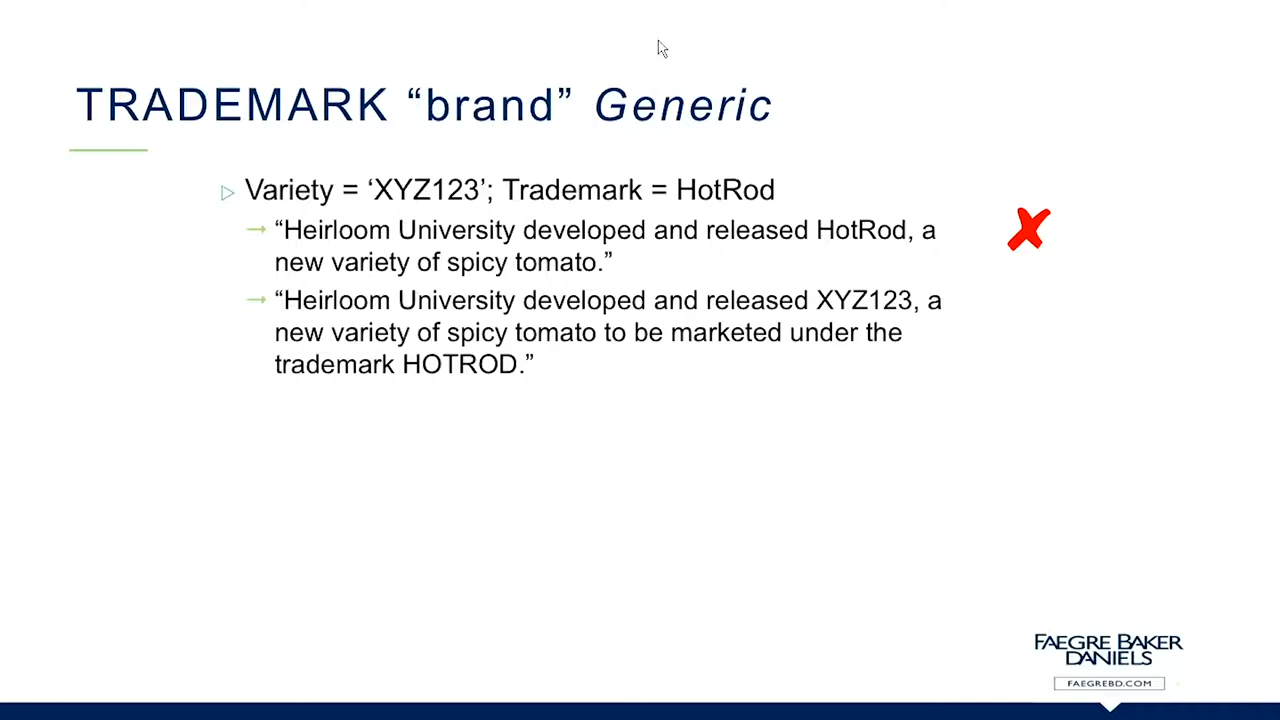 TRADEMARK “brand” Generic
Variety = ‘XYZ123’; Trademark = HotRod
“Heirloom University developed and released HotRod, a
new variety of spicy tomato.”
“Heirloom University developed and released XYZ123, a
new variety of spicy tomato to be marketed under the
trademark HOTROD.”
FAEGRE BAKER
DANIELS
FAEGREBD.COM